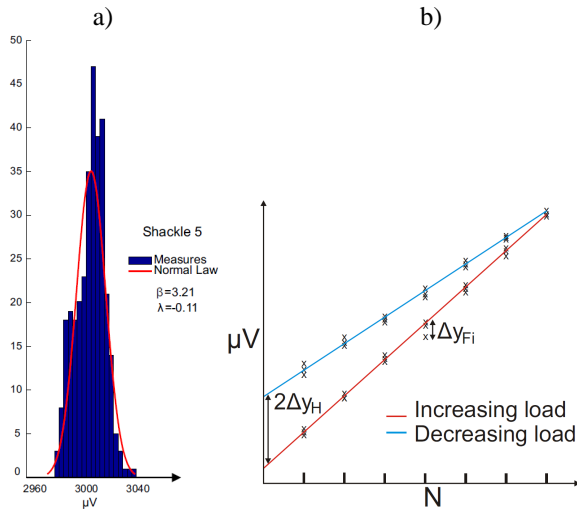 a)
50
45
40
35
30
25
20
15
10
5
0
2960
3000
3040
µV
Shackle 5
Measures
Normal Law
β=3.21
λ=-0.11
b)
µV
2Δy_H
Δy_Fi
Increasing load
Decreasing load
N